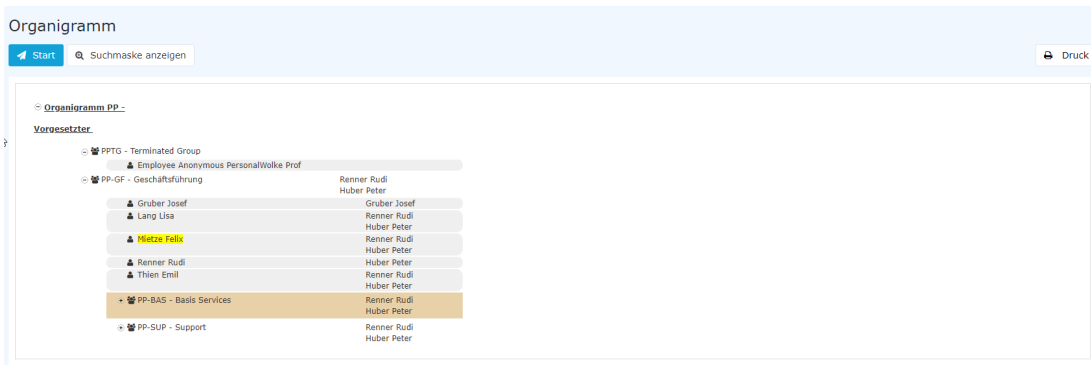 Organigramm
Start Suchmaske anzeigen Druck
Organigramm PP -
Vorgesetzter
PPTG - Terminated Group
Employee Anonymous PersonalWolke Prof
PP-GF - Geschäftsführung Renner Rudi
Huber Peter
Gruber Josef Gruber Josef
Lang Lisa Renner Rudi
Huber Peter
Mietze Felix Renner Rudi
Huber Peter
Renner Rudi Huber Peter
Thien Emil Renner Rudi
Huber Peter
PP-BAS - Basis Services Renner Rudi
Huber Peter
PP-SUP - Support Renner Rudi
Huber Peter